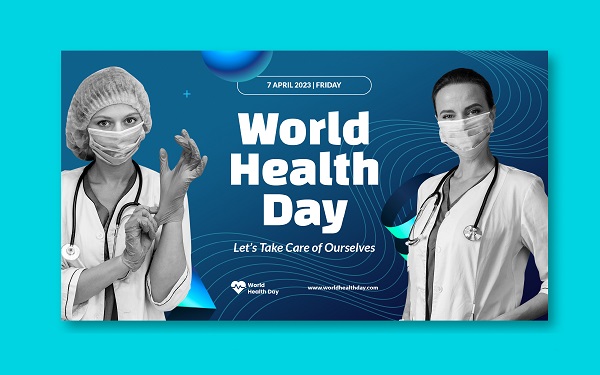 7 APRIL 2023 | FRIDAY
World
Health
Day
Let's Take Care of Ourselves
World
Health Day
www.worldhealthday.com